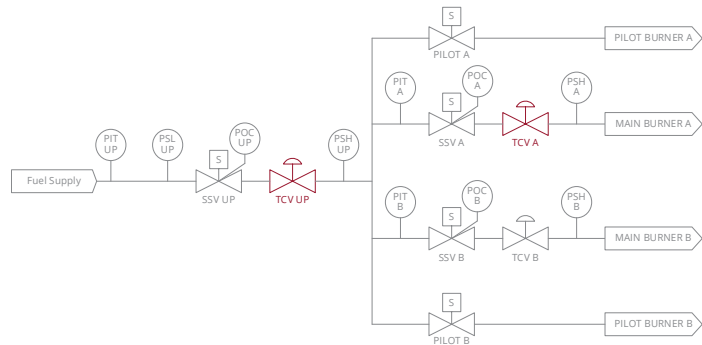 S
PILOT BURNER A
PILOT A
PIT
A
POC
A
PSH
A
S
MAIN BURNER A
SSV A
TCV A
PIT
UP
PSL
UP
POC
UP
PSH
UP
S
Fuel Supply
SSV UP
TCV UP
PIT
B
POC
B
PSH
B
S
MAIN BURNER B
SSV B
TCV B
S
PILOT BURNER B
PILOT B